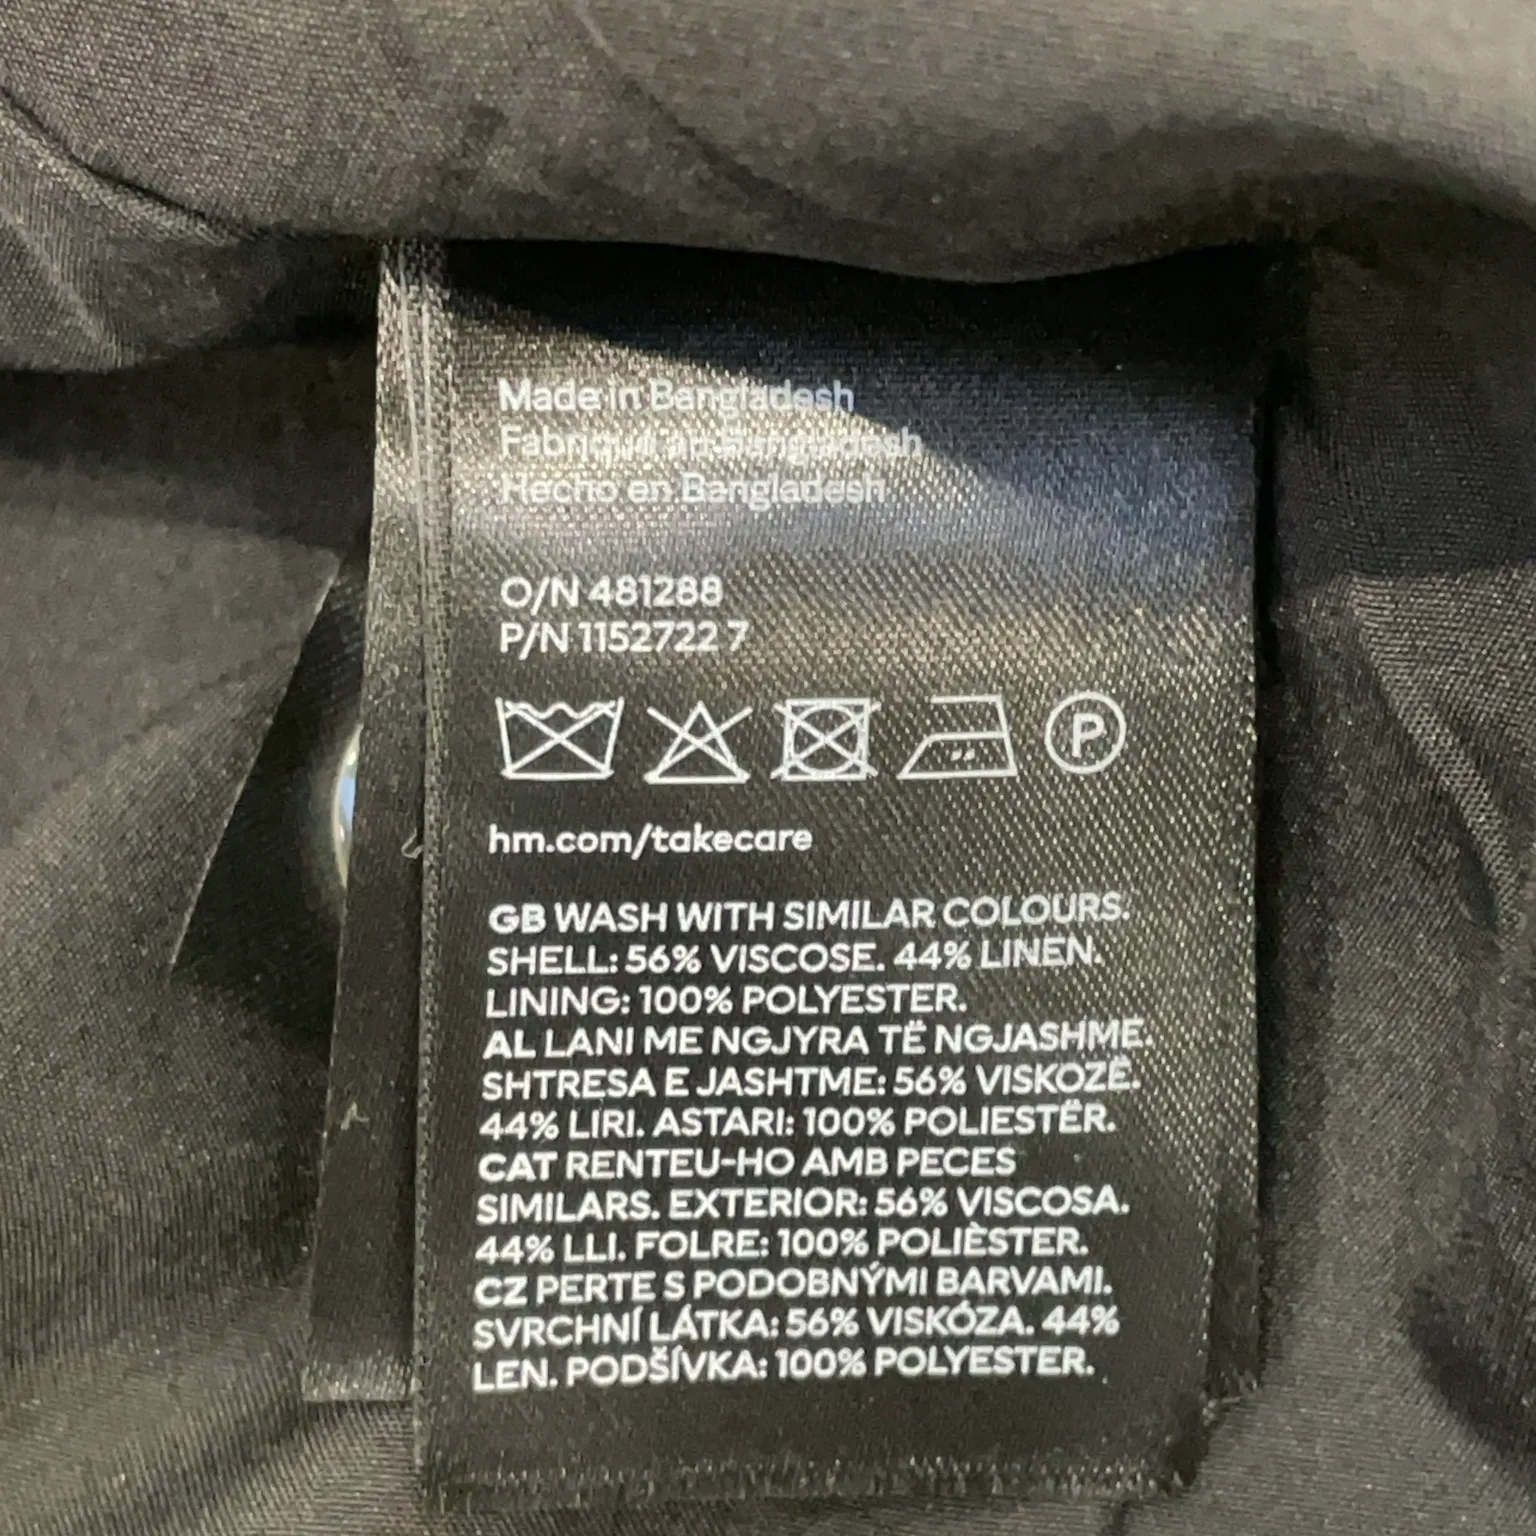 Made in Bangladesh
Fabriqué en Bangladesh
Hecho en Bangladesh
O/N 481288
P/N 1152722 7
P
hm.com/takecare
GB WASH WITH SIMILAR COLOURS.
SHELL: 56% VISCOSE. 44% LINEN.
LINING: 100% POLYESTER.
AL LANI ME NGJYRA TË NGJASHME.
SHTRESA E JASHTME: 56% VISKOZË.
44% LIRI. ASTARI: 100% POLIESTËR.
CAT RENTEU-HO AMB PECES
SIMILARS. EXTERIOR: 56% VISCOSA.
44% LLI. FOLRE: 100% POLIÈSTER.
CZ PERTE S PODOBNÝMI BARVAMI.
SVRCHNÍ LÁTKA: 56% VISKÓZA. 44%
LEN. PODŠÍVKA: 100% POLYESTER.